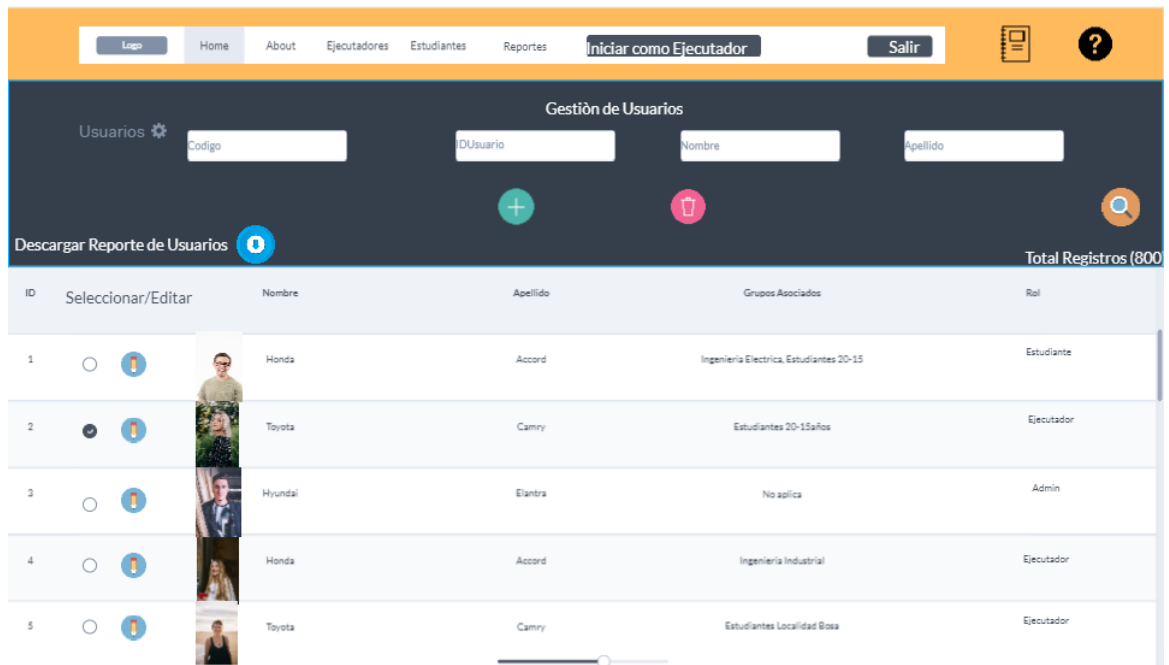 Logo Home About Ejecutadores Estudiantes Reportes Iniciar como Ejecutador Salir ?
Gestiòn de Usuarios
Usuarios
Codigo IDUsuario Nombre Apellido
Descargar Reporte de Usuarios
Total Registros (800)
ID Seleccionar/Editar Nombre Apellido Grupos Asociados Rol
1 Honda Accord Ingenieria Electrica, Estudiantes 20-15 Estudiante
2 Toyota Camry Estudiantes 20-15años Ejecutador
3 Hyundai Elantra No aplica Admin
4 Honda Accord Ingenieria Industrial Ejecutador
5 Toyota Camry Estudiantes Localidad Bosa Ejecutador